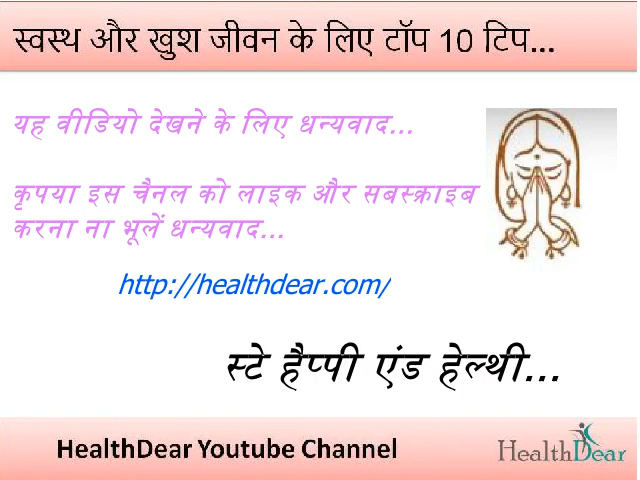 स्वस्थ और खुश जीवन के लिए टॉप 10 टिप...
यह वीडियो देखने के लिए धन्यवाद...
कृपया इस चैनल को लाइक और सबस्क्राइब
करना ना भूलें धन्यवाद...
http://healthdear.com/
स्टे हैप्पी एंड हेल्थी...
HealthDear Youtube Channel
HealthDear